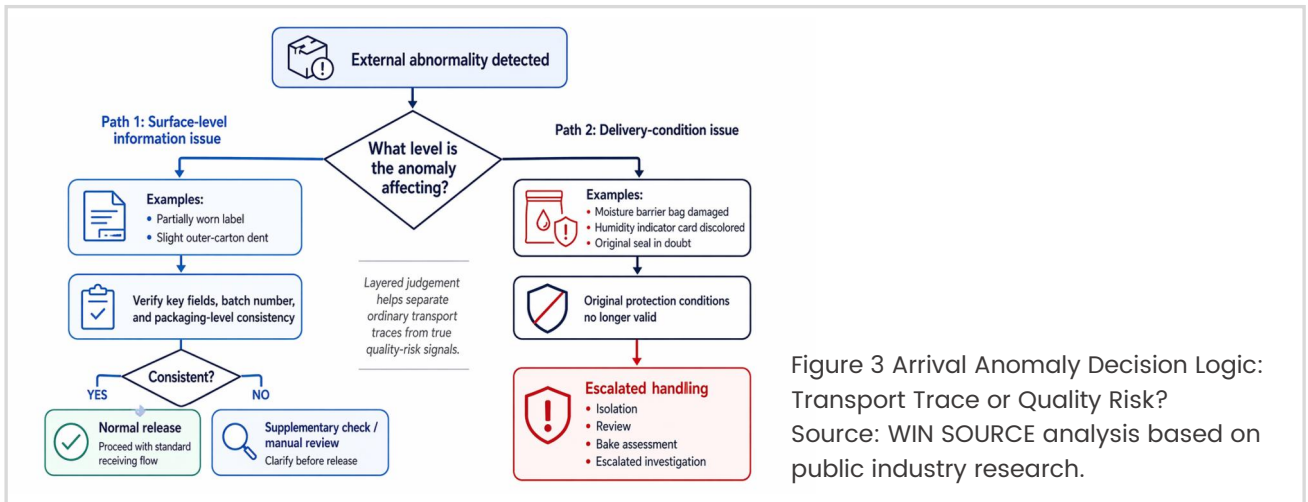 External abnormality detected
Path 1: Surface-level
information issue
What level is
the anomaly
affecting?
Path 2: Delivery-condition issue
Examples:
• Partially worn label
• Slight outer-carton dent
Examples:
• Moisture barrier bag damaged
• Humidity indicator card discolored
• Original seal in doubt
Verify key fields, batch number,
and packaging-level consistency
Layered judgement
helps separate
ordinary transport
traces from true
quality-risk signals.
Original protection conditions
no longer valid
Consistent?
YES
NO
Normal release
Proceed with standard
receiving flow
Supplementary check /
manual review
Clarify before release
Escalated handling
• Isolation
• Review
• Bake assessment
• Escalated investigation
Figure 3 Arrival Anomaly Decision Logic:
Transport Trace or Quality Risk?
Source: WIN SOURCE analysis based on
public industry research.